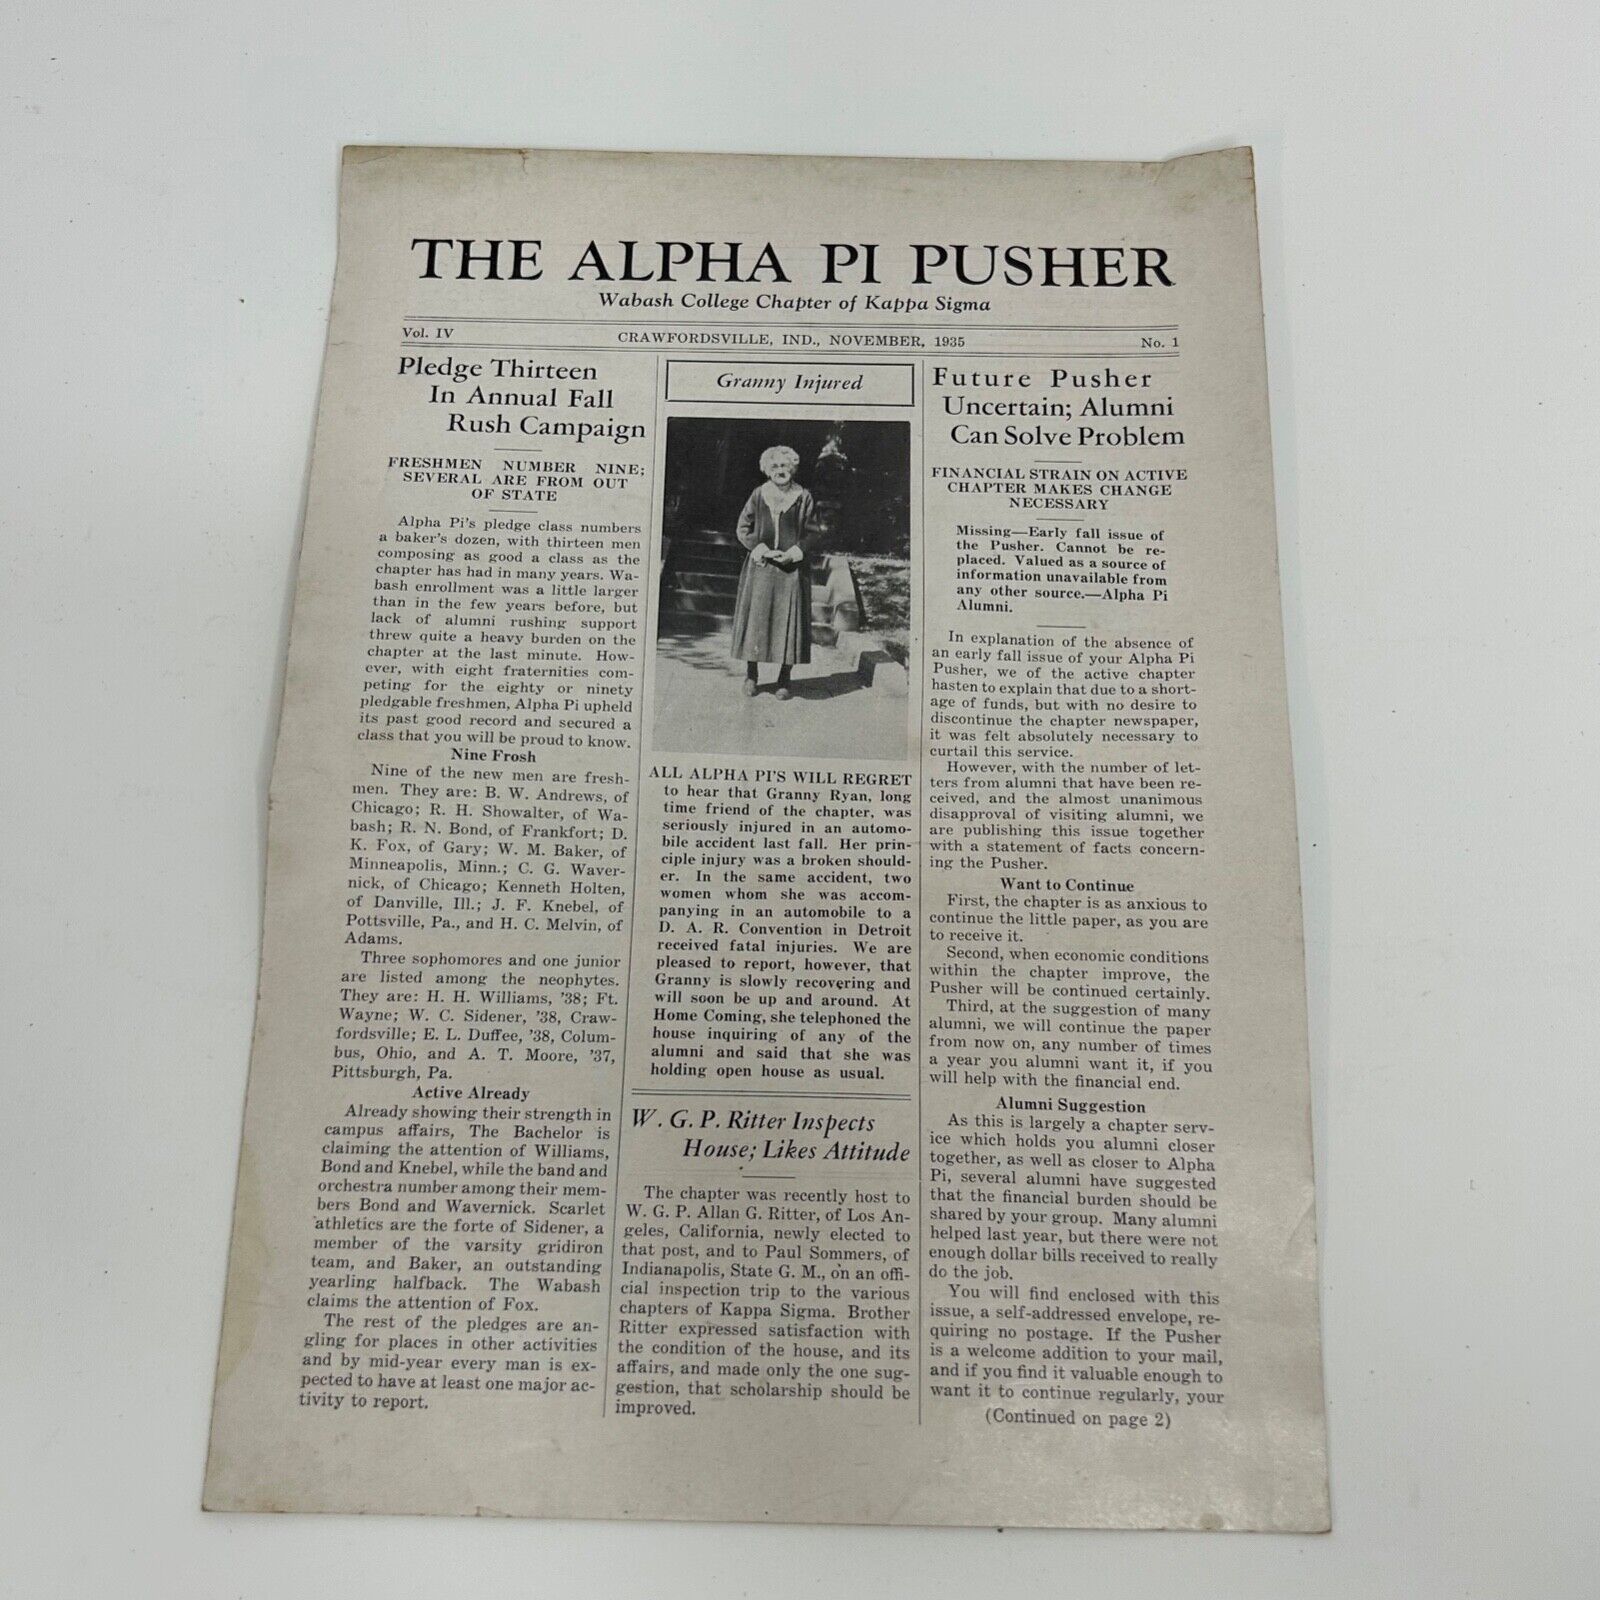 THE ALPHA PI PUSHER
Wabash College Chapter of Kappa Sigma
Vol. IV
CRAWFORDSVILLE, IND., NOVEMBER, 1935
No. 1
Pledge Thirteen
In Annual Fall
Rush Campaign
FRESHMEN NUMBER NINE;
SEVERAL ARE FROM OUT
OF STATE
Alpha Pi's pledge class numbers
a baker's dozen, with thirteen men
composing as good a class as the
chapter has had in many years. Wa-
bash enrollment was a little larger
than in the few years before, but
lack of alumni rushing support
threw quite a heavy burden on the
chapter at the last minute. How-
ever, with eight fraternities com-
peting for the eighty or ninety
pledgable freshmen, Alpha Pi upheld
its past good record and secured a
class that you will be proud to know.
Nine Frosh
Nine of the new men are fresh-
men. They are: B. W. Andrews, of
Chicago; R. H. Showalter, of Wa-
bash; R. N. Bond, of Frankfort; D.
K. Fox, of Gary; W. M. Baker, of
Minneapolis, Minn.; C. G. Waver-
nick, of Chicago; Kenneth Holten,
of Danville, Ill.; J. F. Knebel, of
Pottsville, Pa., and H. C. Melvin, of
Adams.
Three sophomores and one junior
are listed among the neophytes.
They are: H. H. Williams, '38; Ft.
Wayne; W. C. Sidener, '38, Craw-
fordsville; E. L. Duffee, '38, Colum-
bus, Ohio, and A. T. Moore, '37,
Pittsburgh, Pa.
Active Already
Already showing their strength in
campus affairs, The Bachelor is
claiming the attention of Williams,
Bond and Knebel, while the band and
orchestra number among their mem-
bers Bond and Wavernick. Scarlet
athletics are the forte of Sidener, a
member of the varsity gridiron
team, and Baker, an outstanding
yearling halfback. The Wabash
claims the attention of Fox.
The rest of the pledges are an-
gling for places in other activities
and by mid-year every man is ex-
pected to have at least one major ac-
tivity to report.
Granny Injured
ALL ALPHA PI'S WILL REGRET
to hear that Granny Ryan, long
time friend of the chapter, was
seriously injured in an automo-
bile accident last fall. Her prin-
ciple injury was a broken should-
er. In the same accident, two
women whom she was accom-
panying in an automobile to a
D. A. R. Convention in Detroit
received fatal injuries. We are
pleased to report, however, that
Granny is slowly recovering and
will soon be up and around. At
Home Coming, she telephoned the
house inquiring of any of the
alumni and said that she was
holding open house as usual.
W. G. P. Ritter Inspects
House; Likes Attitude
The chapter was recently host to
W. G. P. Allan G. Ritter, of Los An-
geles, California, newly elected to
that post, and to Paul Sommers, of
Indianapolis, State G. M., on an offi-
cial inspection trip to the various
chapters of Kappa Sigma. Brother
Ritter expressed satisfaction with
the condition of the house, and its
affairs, and made only the one sug-
gestion, that scholarship should be
improved.
Future Pusher
Uncertain; Alumni
Can Solve Problem
FINANCIAL STRAIN ON ACTIVE
CHAPTER MAKES CHANGE
NECESSARY
Missing—Early fall issue of
the Pusher. Cannot be re-
placed. Valued as a source of
information unavailable from
any other source.—Alpha Pi
Alumni.
In explanation of the absence of
an early fall issue of your Alpha Pi
Pusher, we of the active chapter
hasten to explain that due to a short-
age of funds, but with no desire to
discontinue the chapter newspaper,
it was felt absolutely necessary to
curtail this service.
However, with the number of let-
ters from alumni that have been re-
ceived, and the almost unanimous
disapproval of visiting alumni, we
are publishing this issue together
with a statement of facts concern-
ing the Pusher.
Want to Continue
First, the chapter is as anxious to
continue the little paper, as you are
to receive it.
Second, when economic conditions
within the chapter improve, the
Pusher will be continued certainly.
Third, at the suggestion of many
alumni, we will continue the paper
from now on, any number of times
a year you alumni want it, if you
will help with the financial end.
Alumni Suggestion
As this is largely a chapter serv-
ice which holds you alumni closer
together, as well as closer to Alpha
Pi, several alumni have suggested
that the financial burden should be
shared by your group. Many alumni
helped last year, but there were not
enough dollar bills received to really
do the job.
You will find enclosed with this
issue, a self-addressed envelope, re-
quiring no postage. If the Pusher
is a welcome addition to your mail,
and if you find it valuable enough to
want it to continue regularly, your
(Continued on page 2)